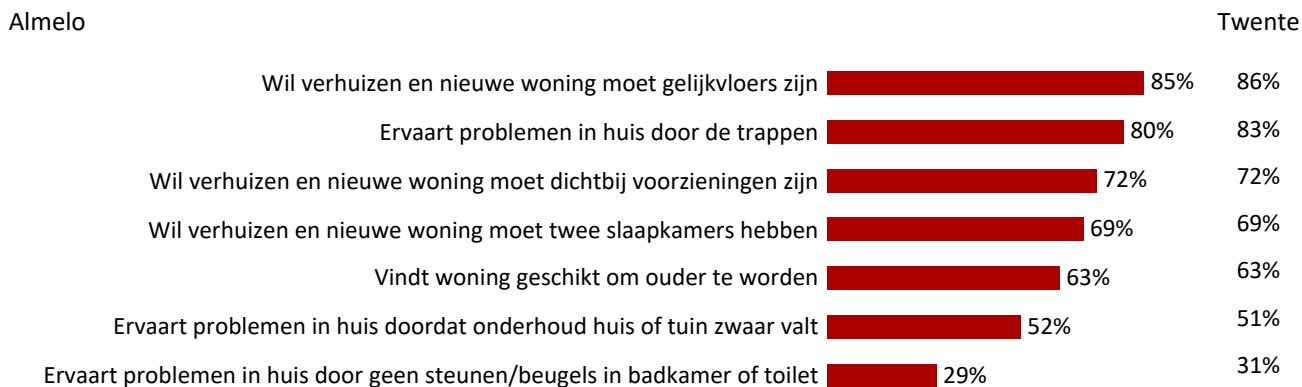 Almelo Twente
Wil verhuizen en nieuwe woning moet gelijkvloers zijn 85% 86%
Ervaart problemen in huis door de trappen 80% 83%
Wil verhuizen en nieuwe woning moet dichtbij voorzieningen zijn 72% 72%
Wil verhuizen en nieuwe woning moet twee slaapkamers hebben 69% 69%
Vindt woning geschikt om ouder te worden 63% 63%
Ervaart problemen in huis doordat onderhoud huis of tuin zwaar valt 52% 51%
Ervaart problemen in huis door geen steunen/beugels in badkamer of toilet 29% 31%